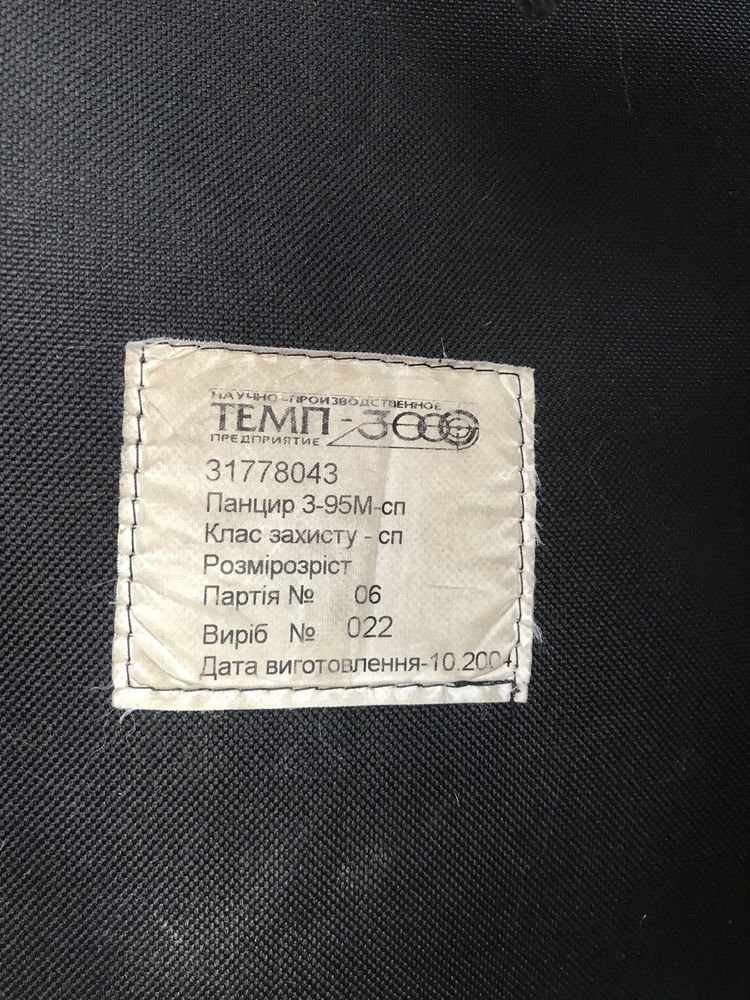 НАУЧНО-ПРОИЗВОДСТВЕННОЕ
ТЕМП-3000
ПРЕДПРИЯТИЕ
31778043
Панцир 3-95М-сп
Клас захисту - сп
Розмірозріст
Партія № 06
Виріб № 022
Дата виготовлення-10.2004